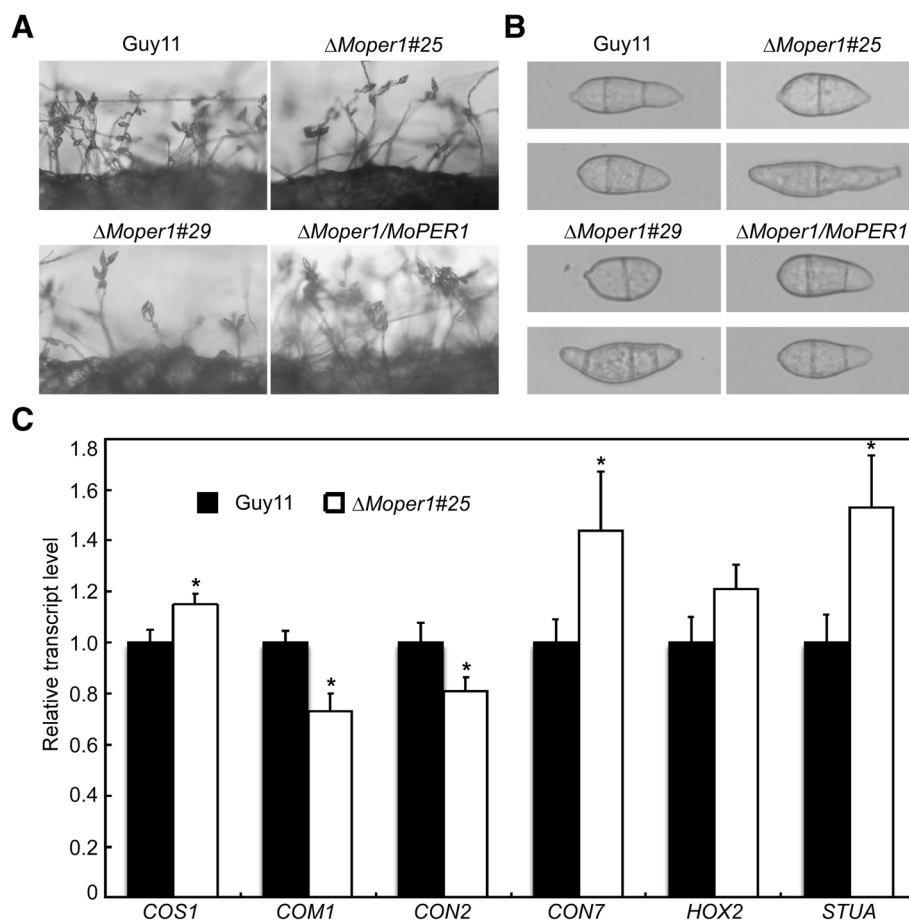 A
Guy11 ΔMoper1#25
ΔMoper1#29 ΔMoper1/MoPER1
B
Guy11 ΔMoper1#25
ΔMoper1#29 ΔMoper1/MoPER1
C
Relative transcript level
1.8
1.6
1.4
1.2
1.0
0.8
0.6
0.4
0.2
0
Guy11 ΔMoper1#25
* * * * *
COS1 COM1 CON2 CON7 HOX2 STUA